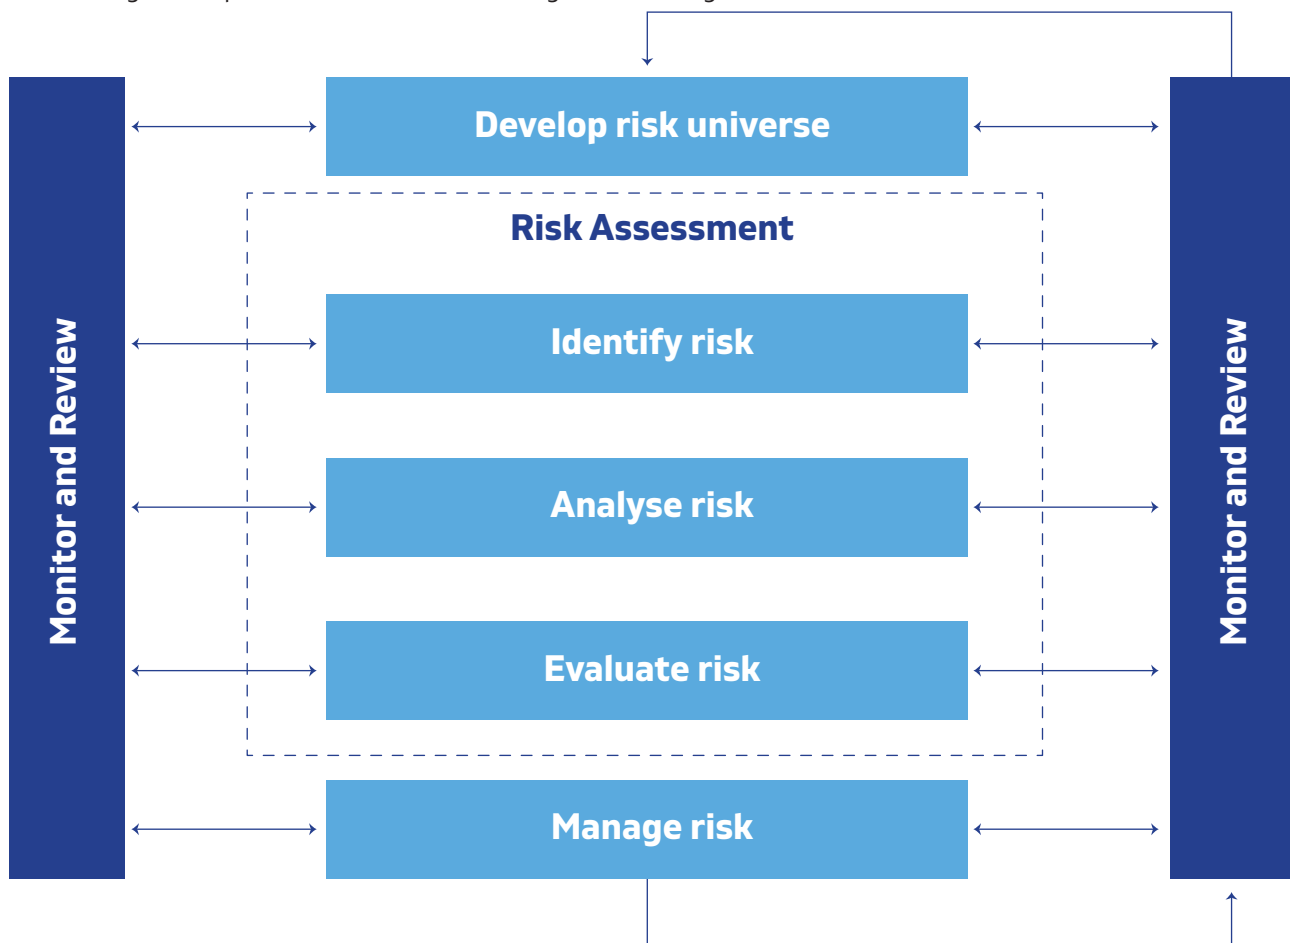 Develop risk universe
Risk Assessment
Identify risk
Analyse risk
Evaluate risk
Manage risk
Monitor and Review
Monitor and Review